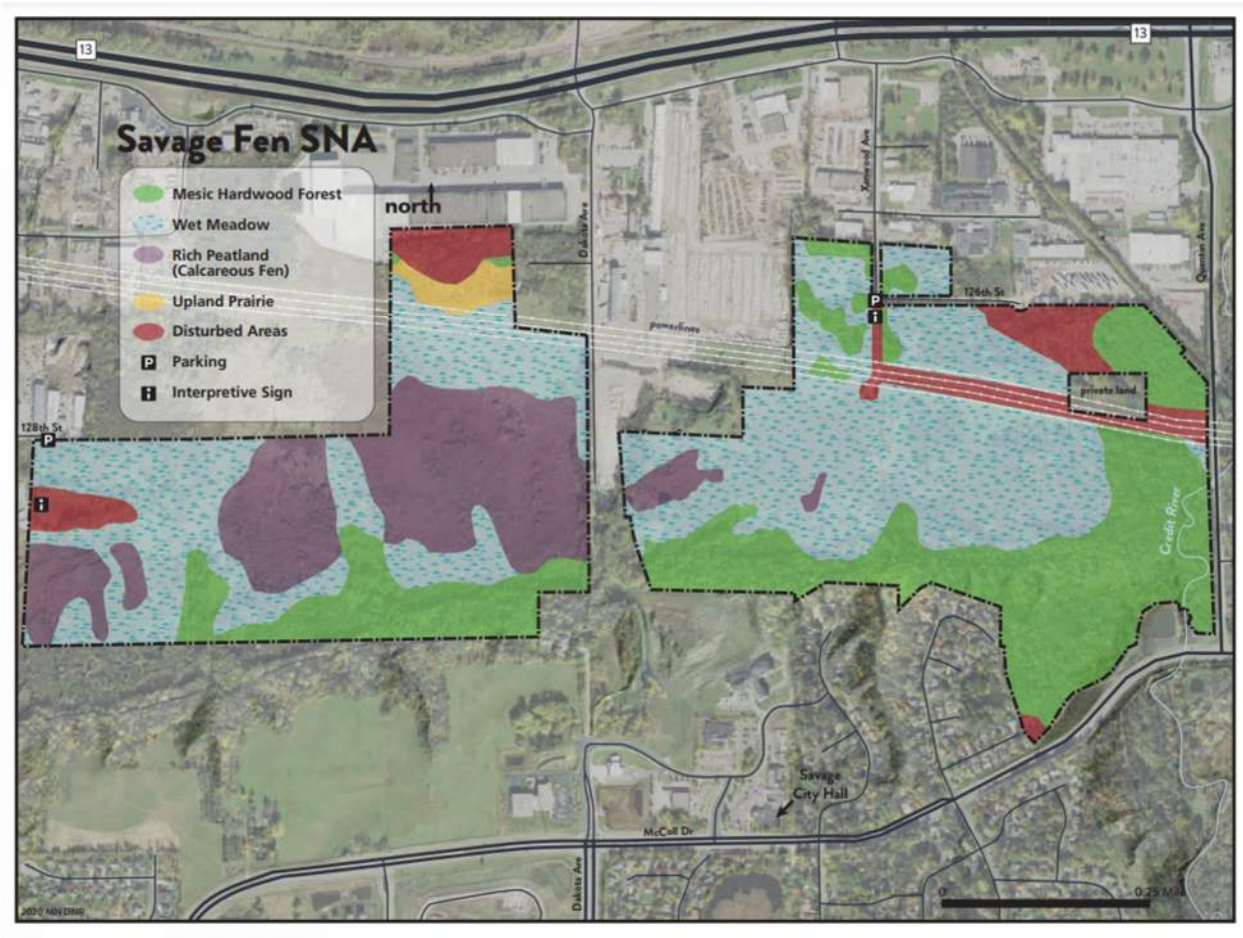 13
13
Savage Fen SNA
Mesic Hardwood Forest
Wet Meadow
Rich Peatland
(Calcareous Fen)
Upland Prairie
Disturbed Areas
P
Parking
i
Interpretive Sign
north
Dakota Ave
Xenwood Ave
Quentin Ave
P
i
126th St
powerlines
private land
128th St
P
i
Credit River
Savage
City Hall
McColl Dr
Dakota Ave
0
0.25 Mile
2020 MN DNR